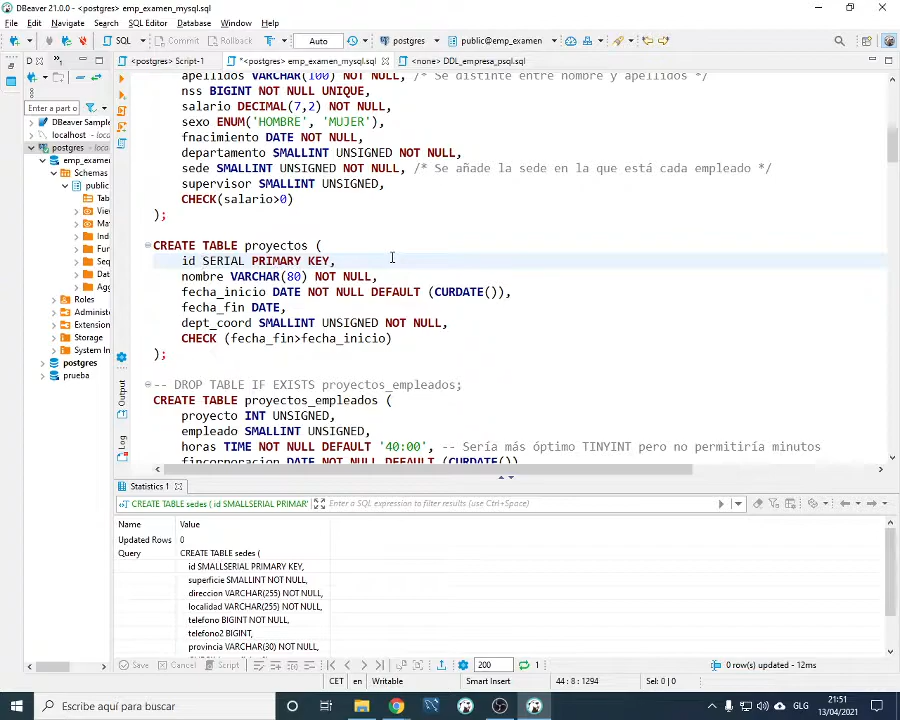 DBeaver 21.0.0 - <postgres> emp_examen_mysql.sql
File Edit Navigate Search SQL Editor Database Window Help
SQL Commit Rollback T Auto postgres public@emp_examen
D <postgres> Script-1 *<postgres> emp_examen_mysql.sql <none> DDL_empresa_psql.sql
Enter a part o
DBeaver Sample
localhost - loca
postgres - loca
emp_examen
Schemas
public
Tab
View
Mat
Ind
Fun
Seq
Dat
Agg
Roles
Administ
Extension
Storage
System In
postgres
prueba
apellidos VARCHAR(100) NOT NULL, /* Se distinte entre nombre y apellidos */
nss BIGINT NOT NULL UNIQUE,
salario DECIMAL(7,2) NOT NULL,
sexo ENUM('HOMBRE', 'MUJER'),
fnacimiento DATE NOT NULL,
departamento SMALLINT UNSIGNED NOT NULL,
sede SMALLINT UNSIGNED NOT NULL, /* Se añade la sede en la que está cada empleado */
supervisor SMALLINT UNSIGNED,
CHECK(salario>0)
);
CREATE TABLE proyectos (
id SERIAL PRIMARY KEY,
nombre VARCHAR(80) NOT NULL,
fecha_inicio DATE NOT NULL DEFAULT (CURDATE()),
fecha_fin DATE,
dept_coord SMALLINT UNSIGNED NOT NULL,
CHECK (fecha_fin>fecha_inicio)
);
-- DROP TABLE IF EXISTS proyectos_empleados;
CREATE TABLE proyectos_empleados (
proyecto INT UNSIGNED,
empleado SMALLINT UNSIGNED,
horas TIME NOT NULL DEFAULT '40:00', -- Sería más óptimo TINYINT pero no permitiría minutos
fincorporacion DATE NOT NULL DEFAULT (CURDATE())
Output
Log
Statistics 1
CREATE TABLE sedes ( id SMALLSERIAL PRIMAR Enter a SQL expression to filter results (use Ctrl+Space)
Name Value
Updated Rows 0
Query CREATE TABLE sedes (
id SMALLSERIAL PRIMARY KEY,
superficie SMALLINT NOT NULL,
direccion VARCHAR(255) NOT NULL,
localidad VARCHAR(255) NOT NULL,
telefono BIGINT NOT NULL,
telefono2 BIGINT,
provincia VARCHAR(30) NOT NULL,
Save Cancel Script 200 1 0 row(s) updated - 12ms
CET en Writable Smart Insert 44 : 8 : 1294 Sel: 0 | 0
Escribe aquí para buscar GLG 21:51
13/04/2021